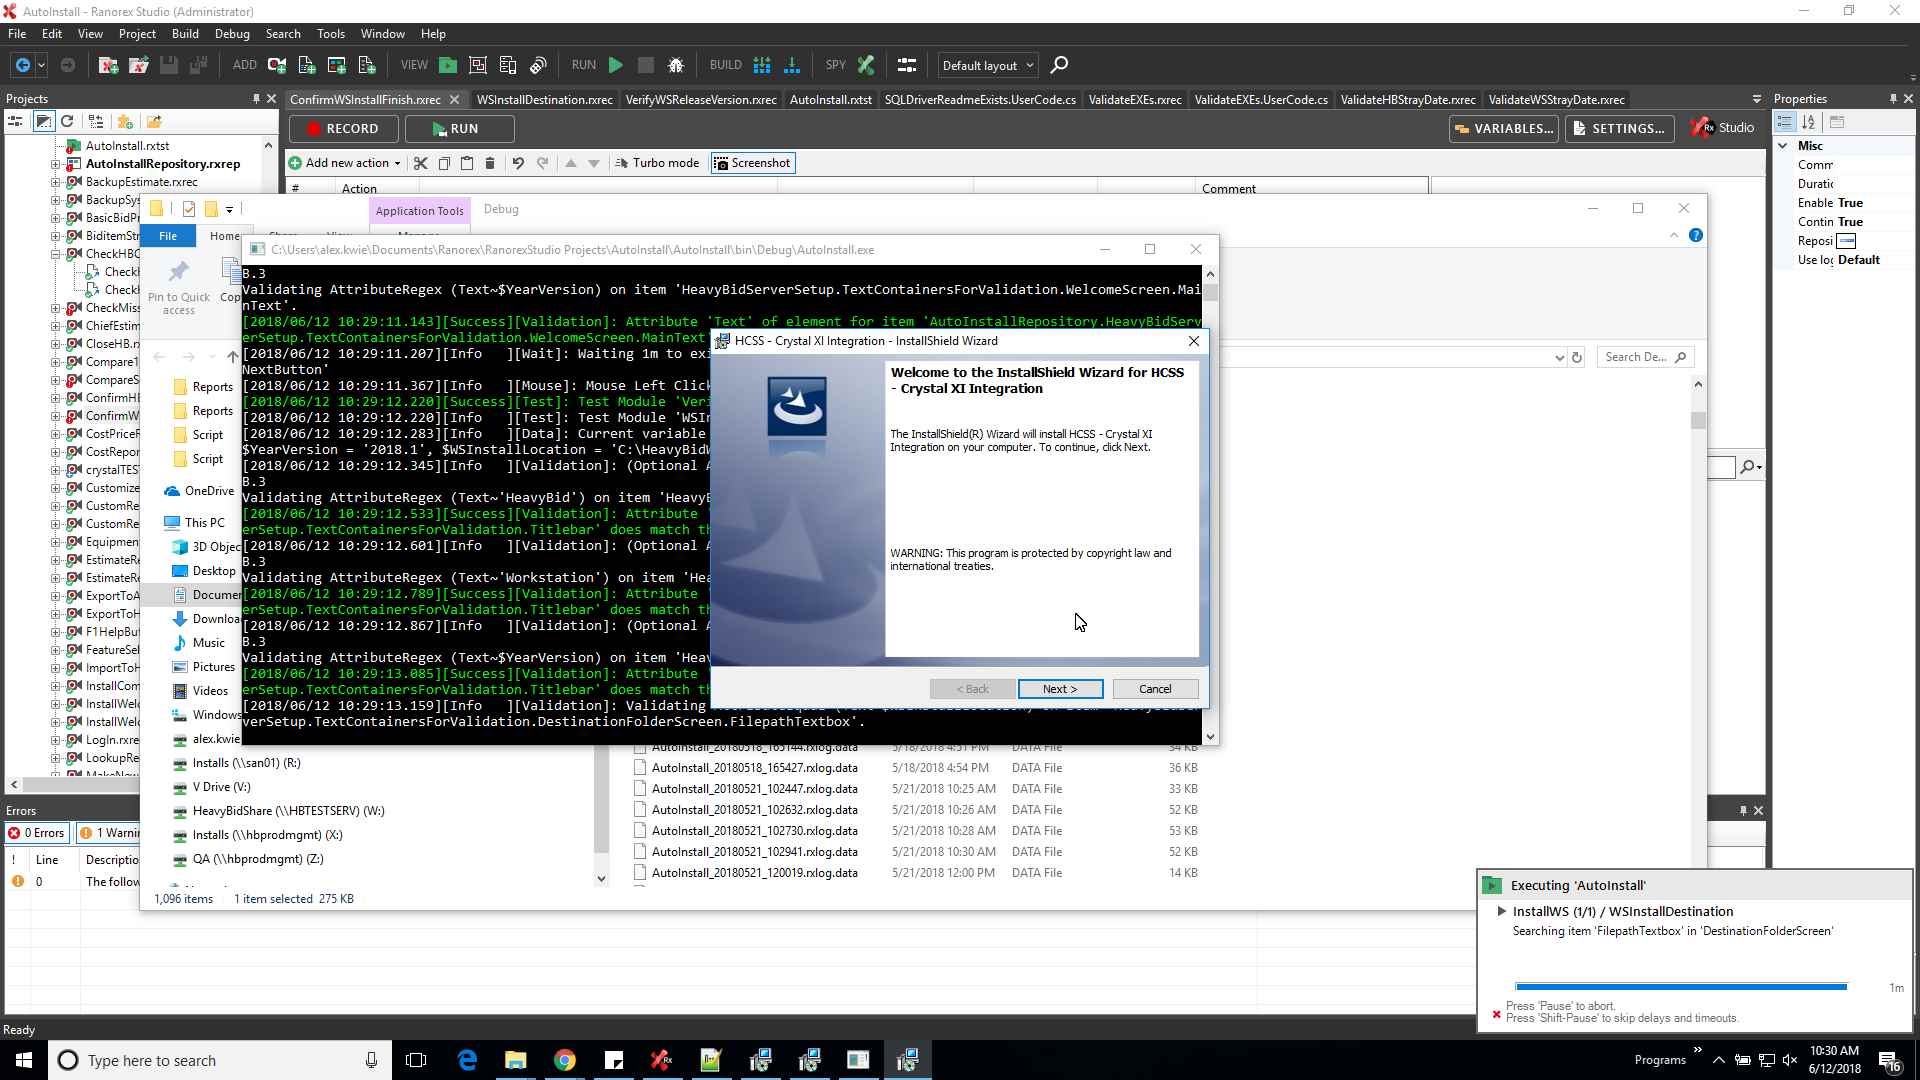 AutoInstall - Ranorex Studio (Administrator)
File Edit View Project Build Debug Search Tools Window Help
ADD VIEW RUN BUILD SPY Default layout
Projects
ConfirmWSInstallFinish.rxrec WSInstallDestination.rxrec VerifyWSReleaseVersion.rxrec AutoInstall.rxtst SQLDriverReadmeExists.UserCode.cs ValidateEXEs.rxrec ValidateEXEs.UserCode.cs ValidateHBStrayDate.rxrec ValidateWSStrayDate.rxrec
Properties
RECORD RUN VARIABLES... SETTINGS... Rx Studio
Add new action Turbo mode Screenshot
# Action Comment
Misc
Comm
Duratic
Enable True
Contin True
Reposi
Use log Default
AutoInstall.rxtst
AutoInstallRepository.rxrep
BackupEstimate.rxrec
BackupSys
BasicBidPr
BiditemStr
CheckHBC
Check
Check
CheckMiss
ChiefEstim
CloseHB.rx
Compare1
CompareS
ConfirmHB
ConfirmW
CostPriceR
CostRepor
crystalTEST
Customize
CustomRe
CustomRe
Equipmen
EstimateRe
EstimateRe
ExportToA
ExportToH
F1HelpBut
FeatureSel
ImportToH
InstallCom
InstallWelc
InstallWelc
LogIn.rxre
LookupRe
MakeNew
Application Tools Debug
File Home Share View Manage
Pin to Quick access
Cop
Search De...
Reports
Reports
Script
Script
OneDrive
This PC
3D Objec
Desktop
Documen
Downloa
Music
Pictures
Videos
Windows
alex.kwie
Installs (\\san01) (R:)
V Drive (V:)
HeavyBidShare (\\HBTESTSERV) (W:)
Installs (\\hbprodmgmt) (X:)
QA (\\hbprodmgmt) (Z:)
1,096 items 1 item selected 275 KB
C:\Users\alex.kwie\Documents\Ranorex\RanorexStudio Projects\AutoInstall\AutoInstall\bin\Debug\AutoInstall.exe
B.3
Validating AttributeRegex (Text~$YearVersion) on item 'HeavyBidServerSetup.TextContainersForValidation.WelcomeScreen.Mai
nText'.
[2018/06/12 10:29:11.143][Success][Validation]: Attribute 'Text' of element for item 'AutoInstallRepository.HeavyBidServ
erSetup.TextContainersForValidation.WelcomeScreen.MainText'
[2018/06/12 10:29:11.207][Info ][Wait]: Waiting 1m to exi
NextButton'
[2018/06/12 10:29:11.367][Info ][Mouse]: Mouse Left Click
[2018/06/12 10:29:12.220][Success][Test]: Test Module 'Veri
[2018/06/12 10:29:12.220][Info ][Test]: Test Module 'WSIn
[2018/06/12 10:29:12.283][Info ][Data]: Current variable
$YearVersion = '2018.1', $WSInstallLocation = 'C:\HeavyBidW
[2018/06/12 10:29:12.345][Info ][Validation]: (Optional A
B.3
Validating AttributeRegex (Text~'HeavyBid') on item 'HeavyB
[2018/06/12 10:29:12.533][Success][Validation]: Attribute '
erSetup.TextContainersForValidation.Titlebar' does match th
[2018/06/12 10:29:12.601][Info ][Validation]: (Optional A
B.3
Validating AttributeRegex (Text~'Workstation') on item 'Hea
[2018/06/12 10:29:12.789][Success][Validation]: Attribute '
erSetup.TextContainersForValidation.Titlebar' does match th
[2018/06/12 10:29:12.867][Info ][Validation]: (Optional A
B.3
Validating AttributeRegex (Text~$YearVersion) on item 'Heav
[2018/06/12 10:29:13.085][Success][Validation]: Attribute '
erSetup.TextContainersForValidation.Titlebar' does match th
[2018/06/12 10:29:13.159][Info ][Validation]: Validating
verSetup.TextContainersForValidation.DestinationFolderScreen.FilepathTextbox'.
HCSS - Crystal XI Integration - InstallShield Wizard
Welcome to the InstallShield Wizard for HCSS
- Crystal XI Integration
The InstallShield(R) Wizard will install HCSS - Crystal XI
Integration on your computer. To continue, click Next.
WARNING: This program is protected by copyright law and
international treaties.
< Back Next > Cancel
AutoInstall_20180518_165144.rxlog.data 5/18/2018 4:51 PM DATA File 34 KB
AutoInstall_20180518_165427.rxlog.data 5/18/2018 4:54 PM DATA File 36 KB
AutoInstall_20180521_102447.rxlog.data 5/21/2018 10:25 AM DATA File 33 KB
AutoInstall_20180521_102632.rxlog.data 5/21/2018 10:26 AM DATA File 52 KB
AutoInstall_20180521_102730.rxlog.data 5/21/2018 10:28 AM DATA File 53 KB
AutoInstall_20180521_102941.rxlog.data 5/21/2018 10:30 AM DATA File 52 KB
AutoInstall_20180521_120019.rxlog.data 5/21/2018 12:00 PM DATA File 14 KB
Errors
0 Errors 1 Warnin
! Line Descriptio
0 The follow
Executing 'AutoInstall'
InstallWS (1/1) / WSInstallDestination
Searching item 'FilepathTextbox' in 'DestinationFolderScreen'
1m
Press 'Pause' to abort.
Press 'Shift-Pause' to skip delays and timeouts.
Ready
Type here to search
Programs
10:30 AM
6/12/2018
16